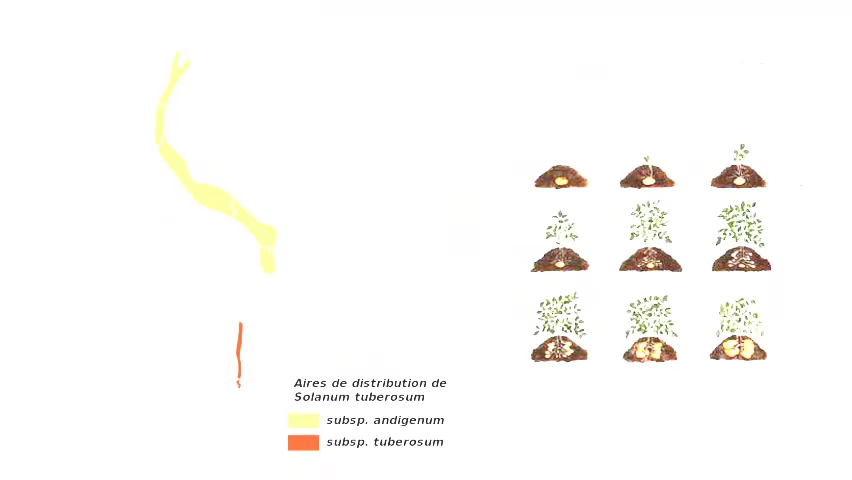 Aires de distribution de
Solanum tuberosum
subsp. andigenum
subsp. tuberosum